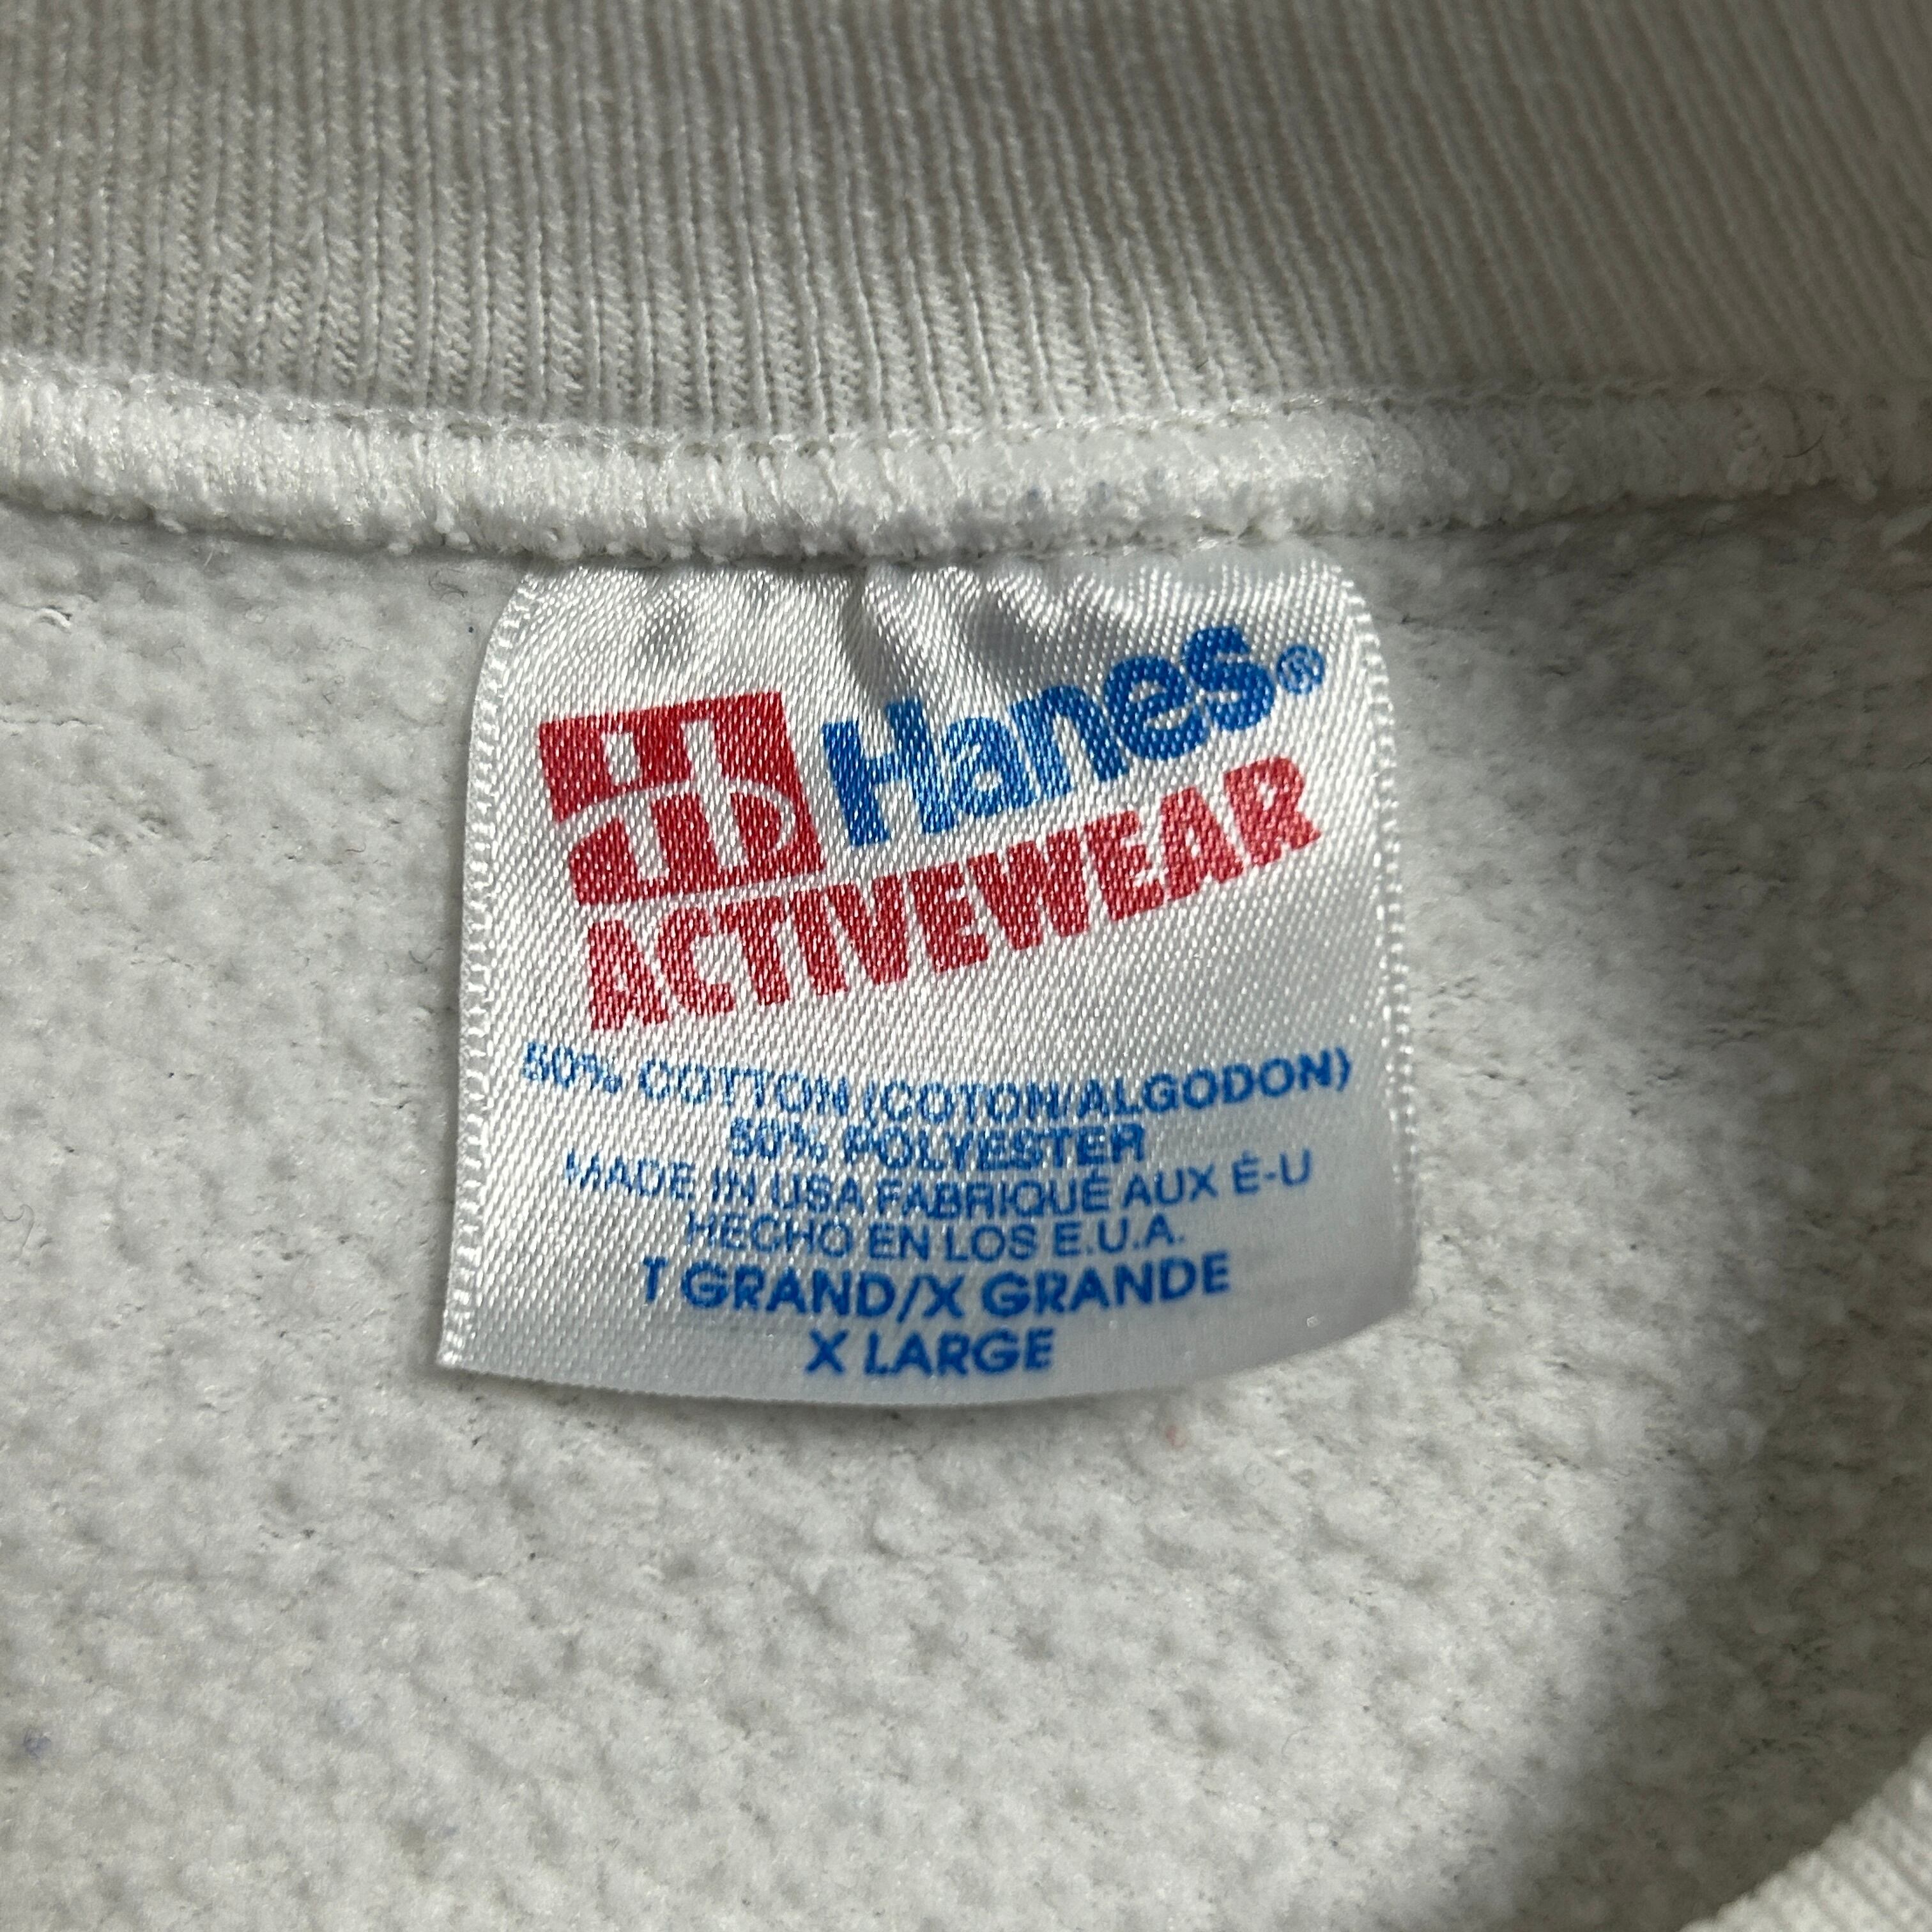 Hanes®
ACTIVEWEAR
50% COTTON (COTON/ALGODON)
50% POLYESTER
MADE IN USA FABRIQUÉ AUX É-U
HECHO EN LOS E.U.A.
T GRAND/X GRANDE
X LARGE